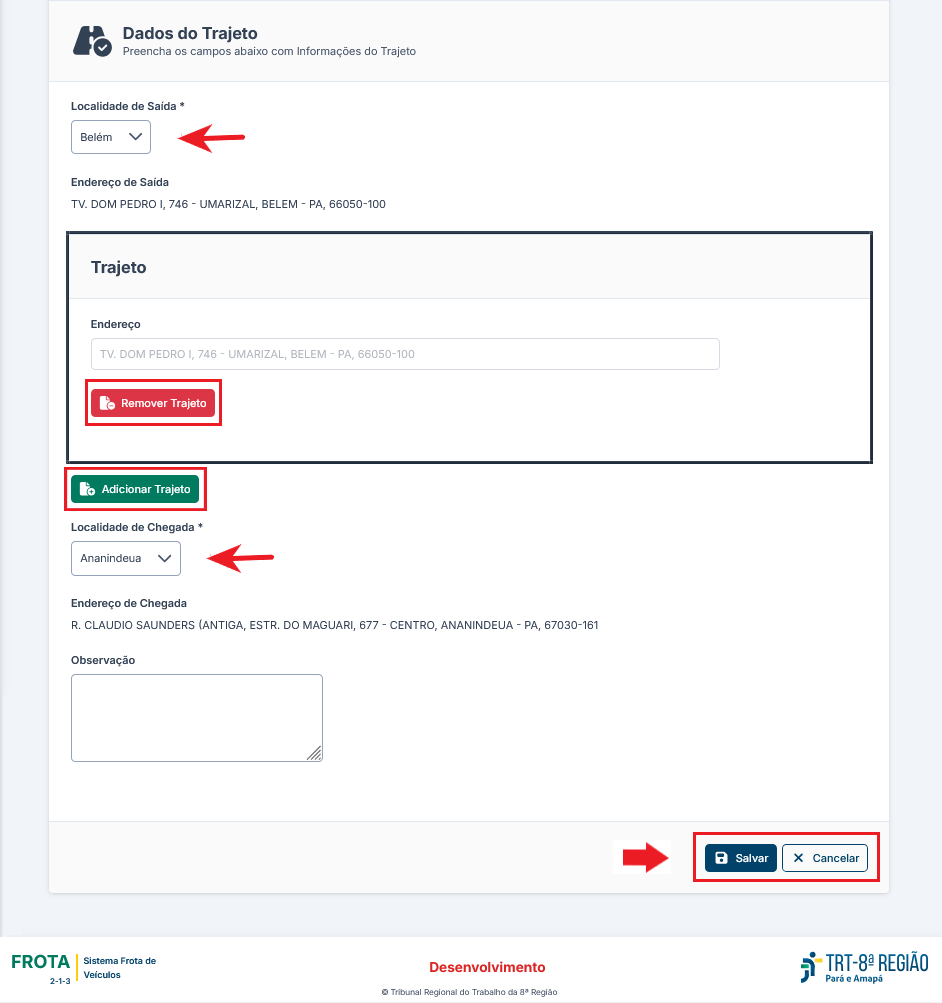 Dados do Trajeto
Preencha os campos abaixo com Informações do Trajeto
Localidade de Saída *
Belém
Endereço de Saída
TV. DOM PEDRO I, 746 - UMARIZAL, BELEM - PA, 66050-100
Trajeto
Endereço
TV. DOM PEDRO I, 746 - UMARIZAL, BELEM - PA, 66050-100
Remover Trajeto
Adicionar Trajeto
Localidade de Chegada *
Ananindeua
Endereço de Chegada
R. CLAUDIO SAUNDERS (ANTIGA, ESTR. DO MAGUARI, 677 - CENTRO, ANANINDEUA - PA, 67030-161
Observação
Salvar
Cancelar
FROTA
2-1-3
Sistema Frota de
Veículos
Desenvolvimento
© Tribunal Regional do Trabalho da 8ª Região
TRT-8ª REGIÃO
Pará e Amapá